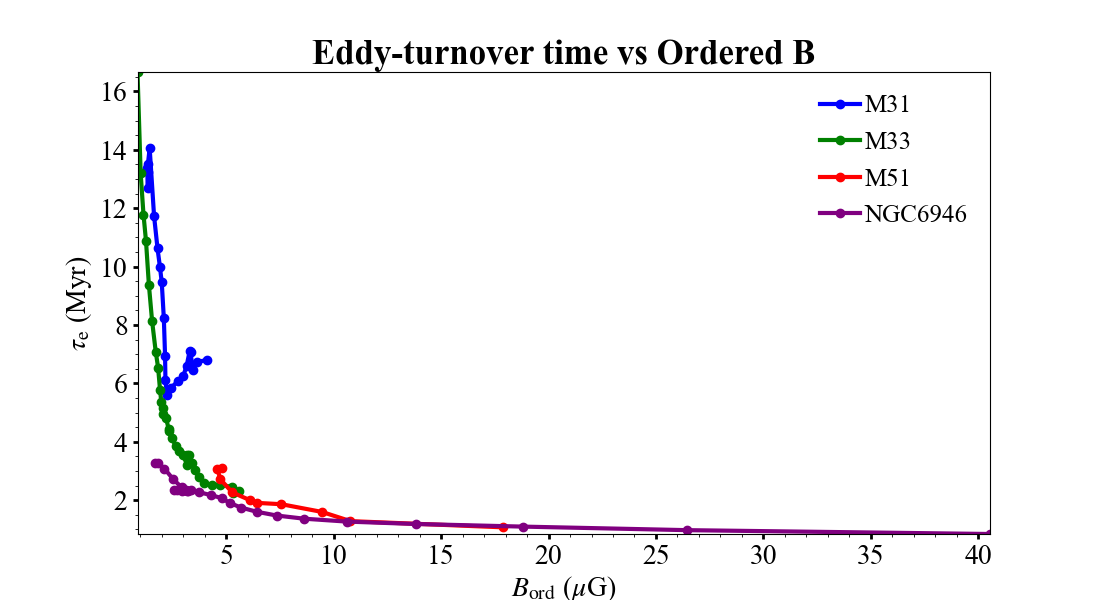 Eddy-turnover time vs Ordered B
16
14
12
10
8
6
4
2
τe (Myr)
M31
M33
M51
NGC6946
5 10 15 20 25 30 35 40
Bord (μG)